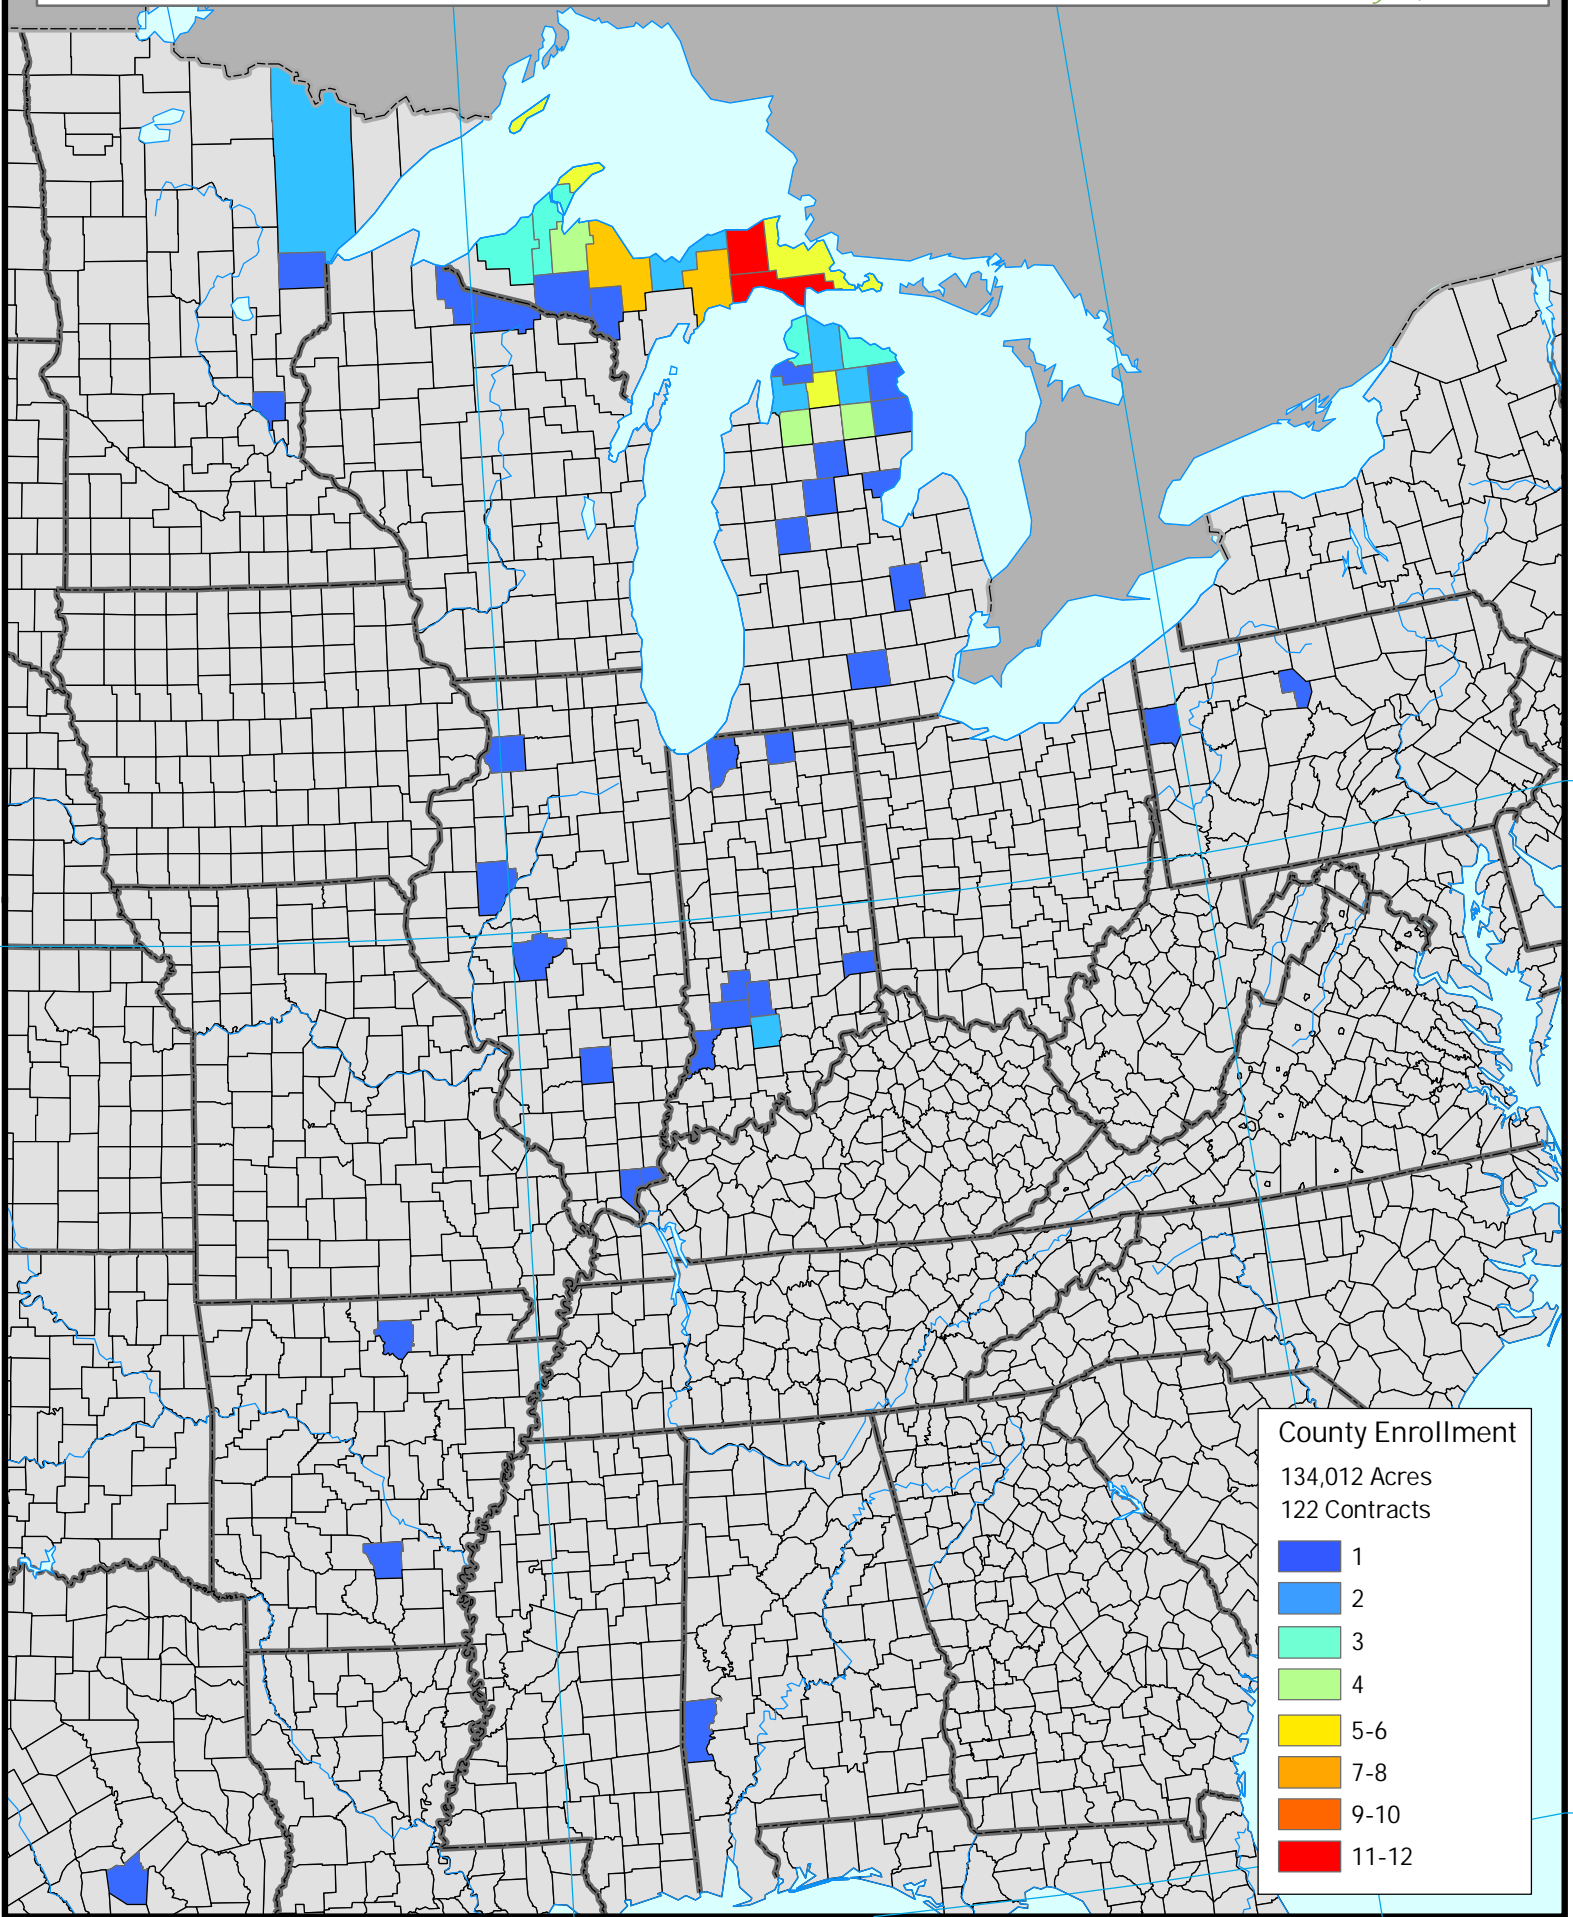 County Enrollment
134,012 Acres
122 Contracts
1
2
3
4
5-6
7-8
9-10
11-12